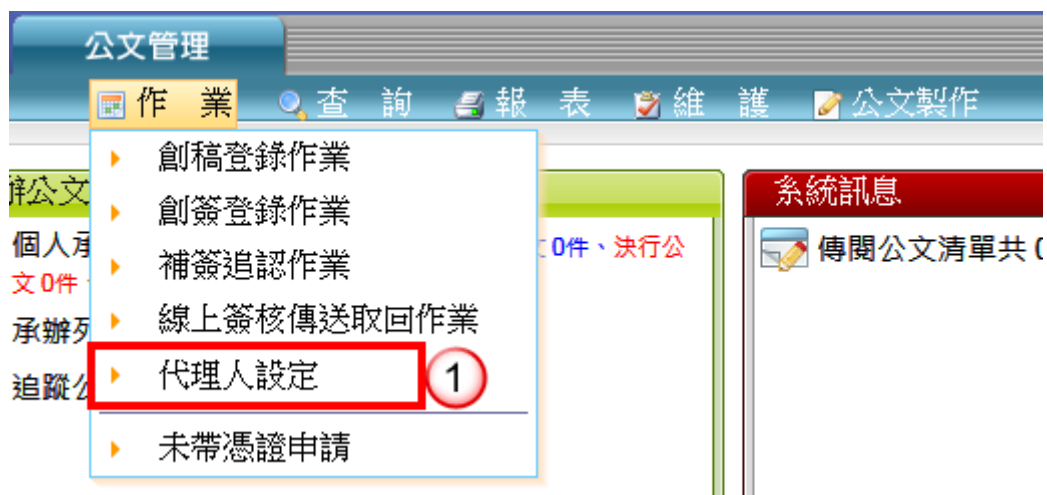 公文管理
作 業 查 詢 報 表 維 護 公文製作
創稿登錄作業
創簽登錄作業
補簽追認作業
線上簽核傳送取回作業
代理人設定 1
未帶憑證申請
辦公文
個人承
0件、決行公
文0件
承辦列
追蹤公
系統訊息
傳閱公文清單共 0